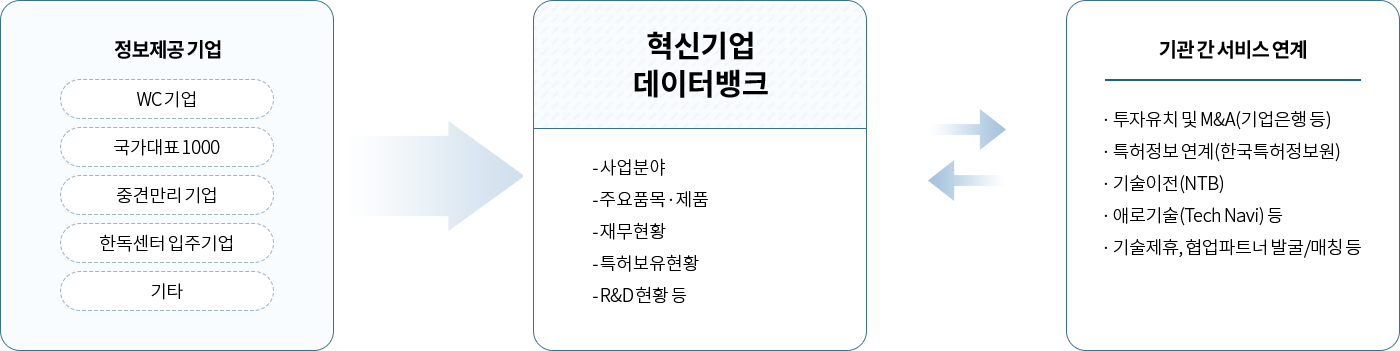 정보제공 기업
WC 기업
국가대표 1000
중견만리 기업
한독센터 입주기업
기타
혁신기업
데이터뱅크
- 사업분야
- 주요품목 · 제품
- 재무현황
- 특허보유현황
- R&D 현황 등
기관 간 서비스 연계
· 투자유치 및 M&A(기업은행 등)
· 특허정보 연계(한국특허정보원)
· 기술이전(NTB)
· 애로기술(Tech Navi) 등
· 기술제휴, 협업파트너 발굴/매칭 등